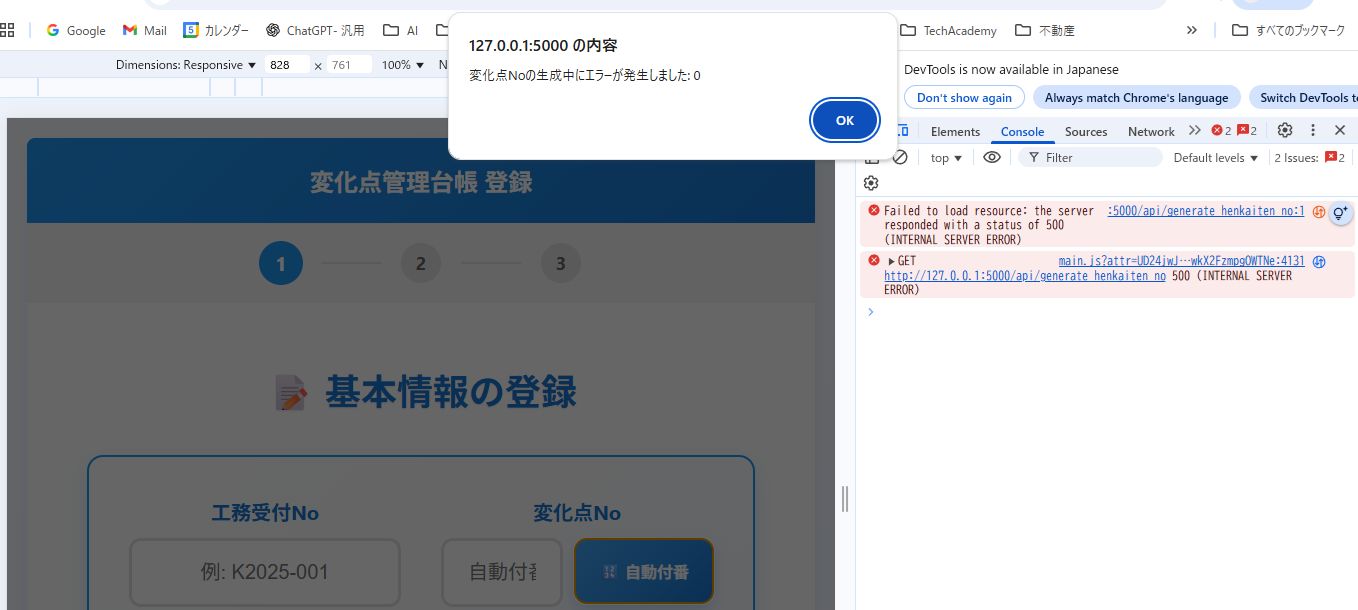 Google
Mail
5
カレンダー
ChatGPT- 汎用
AI
TechAcademy
不動産
»
すべてのブックマーク
Dimensions: Responsive ▼ 828 × 761 100% ▼ N
127.0.0.1:5000 の内容
変化点Noの生成中にエラーが発生しました: 0
OK
DevTools is now available in Japanese
Don't show again
Always match Chrome's language
Switch DevTools t
Elements
Console
Sources
Network
2
2
top ▼
Filter
Default levels ▼
2 Issues:
2
Failed to load resource: the server :5000/api/generate_henkaiten_no:1
responded with a status of 500
(INTERNAL SERVER ERROR)
▶GET main.js?attr=UD24jwJ…wkX2FzmpgOWTNe:4131
http://127.0.0.1:5000/api/generate_henkaiten_no 500 (INTERNAL SERVER
ERROR)
変化点管理台帳 登録
1
2
3
基本情報の登録
工務受付No
変化点No
例: K2025-001
自動付番
自動付番